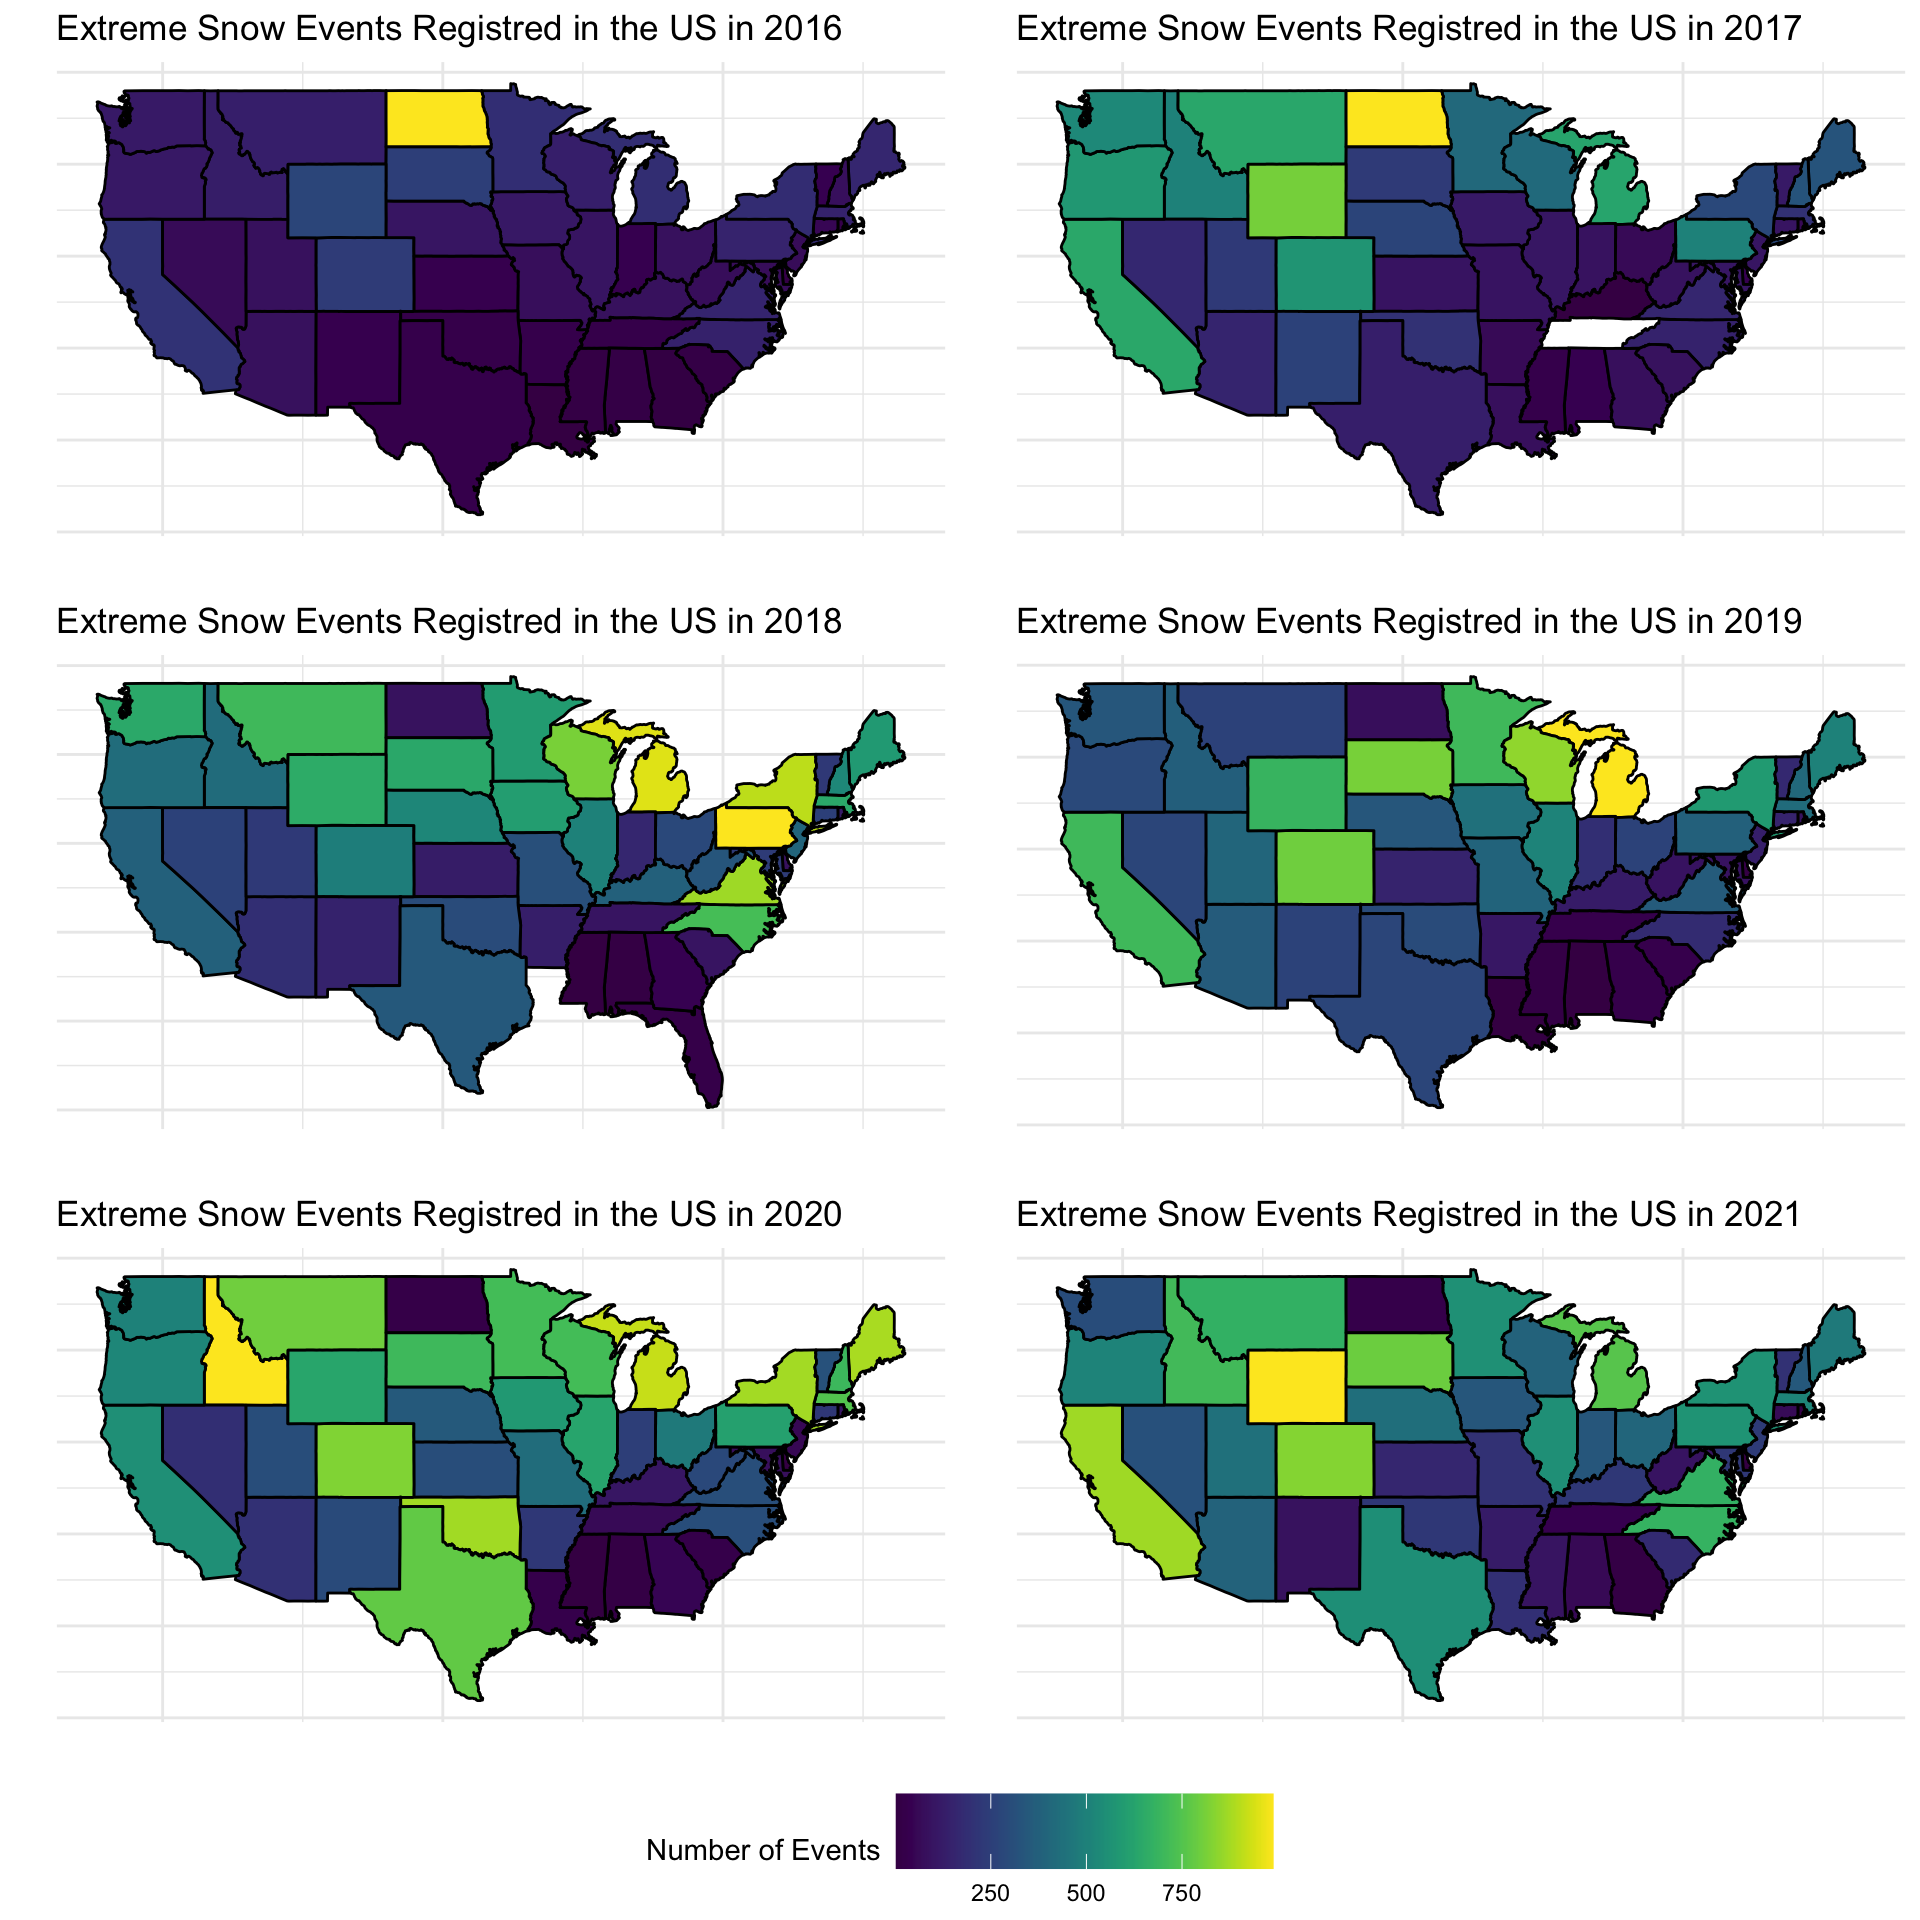 Extreme Snow Events Registred in the US in 2016
Extreme Snow Events Registred in the US in 2017
Extreme Snow Events Registred in the US in 2018
Extreme Snow Events Registred in the US in 2019
Extreme Snow Events Registred in the US in 2020
Extreme Snow Events Registred in the US in 2021
Number of Events
250 500 750